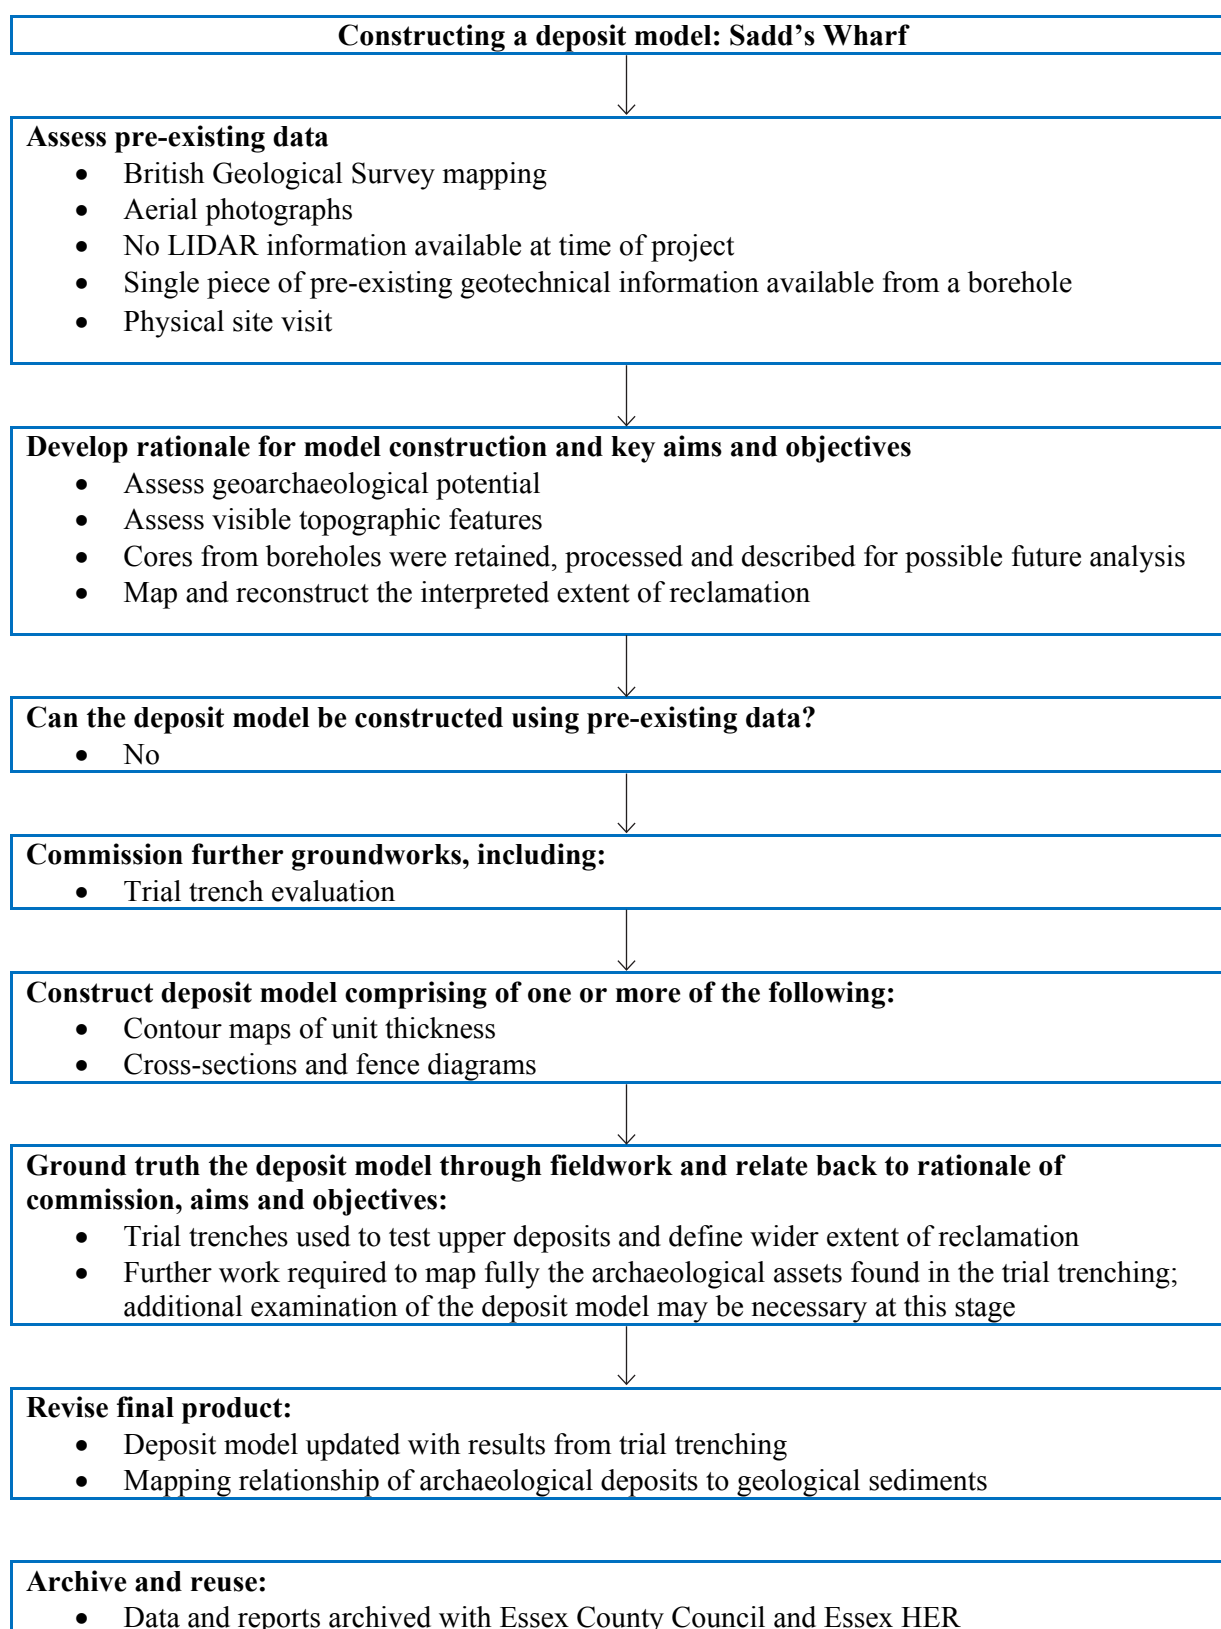 Constructing a deposit model: Sadd’s Wharf
Assess pre-existing data
• British Geological Survey mapping
• Aerial photographs
• No LIDAR information available at time of project
• Single piece of pre-existing geotechnical information available from a borehole
• Physical site visit
Develop rationale for model construction and key aims and objectives
• Assess geoarchaeological potential
• Assess visible topographic features
• Cores from boreholes were retained, processed and described for possible future analysis
• Map and reconstruct the interpreted extent of reclamation
Can the deposit model be constructed using pre-existing data?
• No
Commission further groundworks, including:
• Trial trench evaluation
Construct deposit model comprising of one or more of the following:
• Contour maps of unit thickness
• Cross-sections and fence diagrams
Ground truth the deposit model through fieldwork and relate back to rationale of
commission, aims and objectives:
• Trial trenches used to test upper deposits and define wider extent of reclamation
• Further work required to map fully the archaeological assets found in the trial trenching;
additional examination of the deposit model may be necessary at this stage
Revise final product:
• Deposit model updated with results from trial trenching
• Mapping relationship of archaeological deposits to geological sediments
Archive and reuse:
• Data and reports archived with Essex County Council and Essex HER